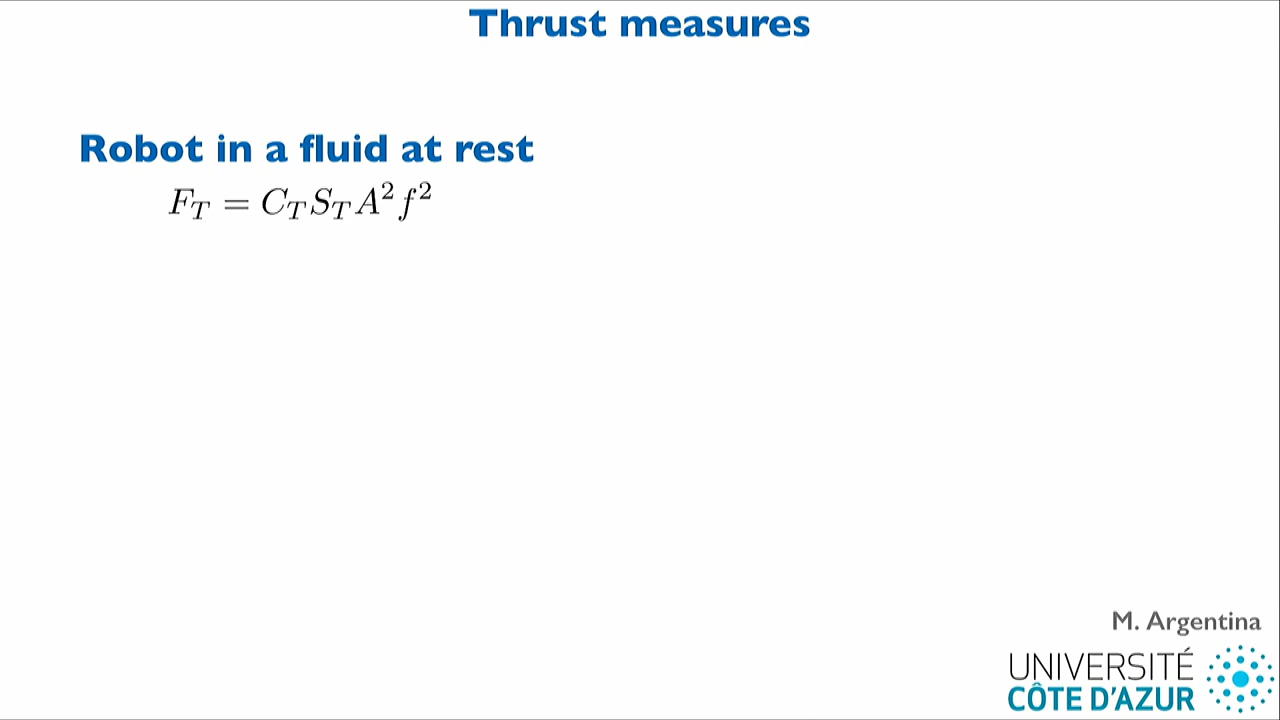 Thrust measures
Robot in a fluid at rest
$F_T = C_T S_T A^2 f^2$
M. Argentina
UNIVERSITÉ
CÔTE D'AZUR